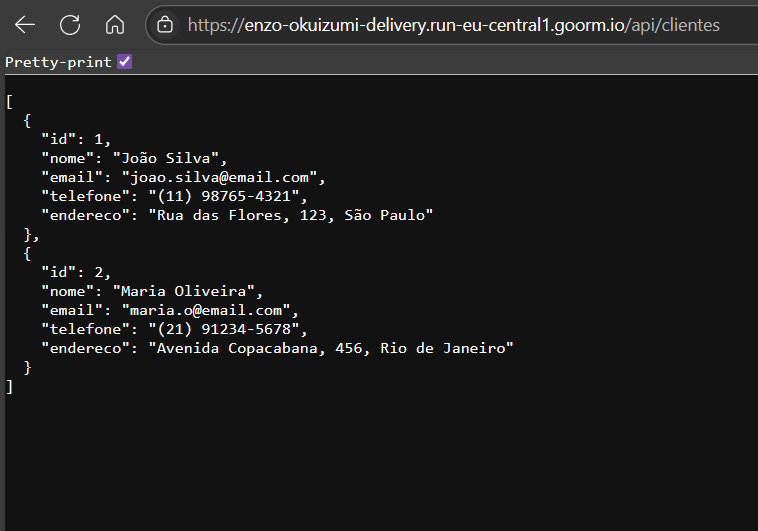 https://enzo-okuizumi-delivery.run-eu-central1.goorm.io/api/clientes
Pretty-print
[
  {
    "id": 1,
    "nome": "João Silva",
    "email": "joao.silva@email.com",
    "telefone": "(11) 98765-4321",
    "endereco": "Rua das Flores, 123, São Paulo"
  },
  {
    "id": 2,
    "nome": "Maria Oliveira",
    "email": "maria.o@email.com",
    "telefone": "(21) 91234-5678",
    "endereco": "Avenida Copacabana, 456, Rio de Janeiro"
  }
]